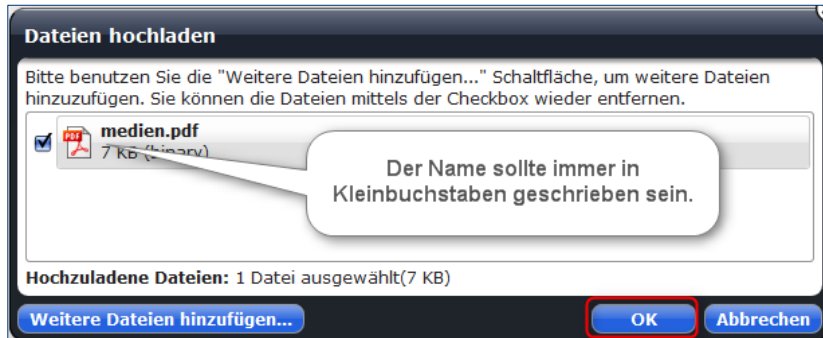 Dateien hochladen
Bitte benutzen Sie die "Weitere Dateien hinzufügen..." Schaltfläche, um weitere Dateien
hinzuzufügen. Sie können die Dateien mittels der Checkbox wieder entfernen.
medien.pdf
7 KB (binary)
Der Name sollte immer in
Kleinbuchstaben geschrieben sein.
Hochzuladene Dateien: 1 Datei ausgewählt(7 KB)
Weitere Dateien hinzufügen... OK Abbrechen